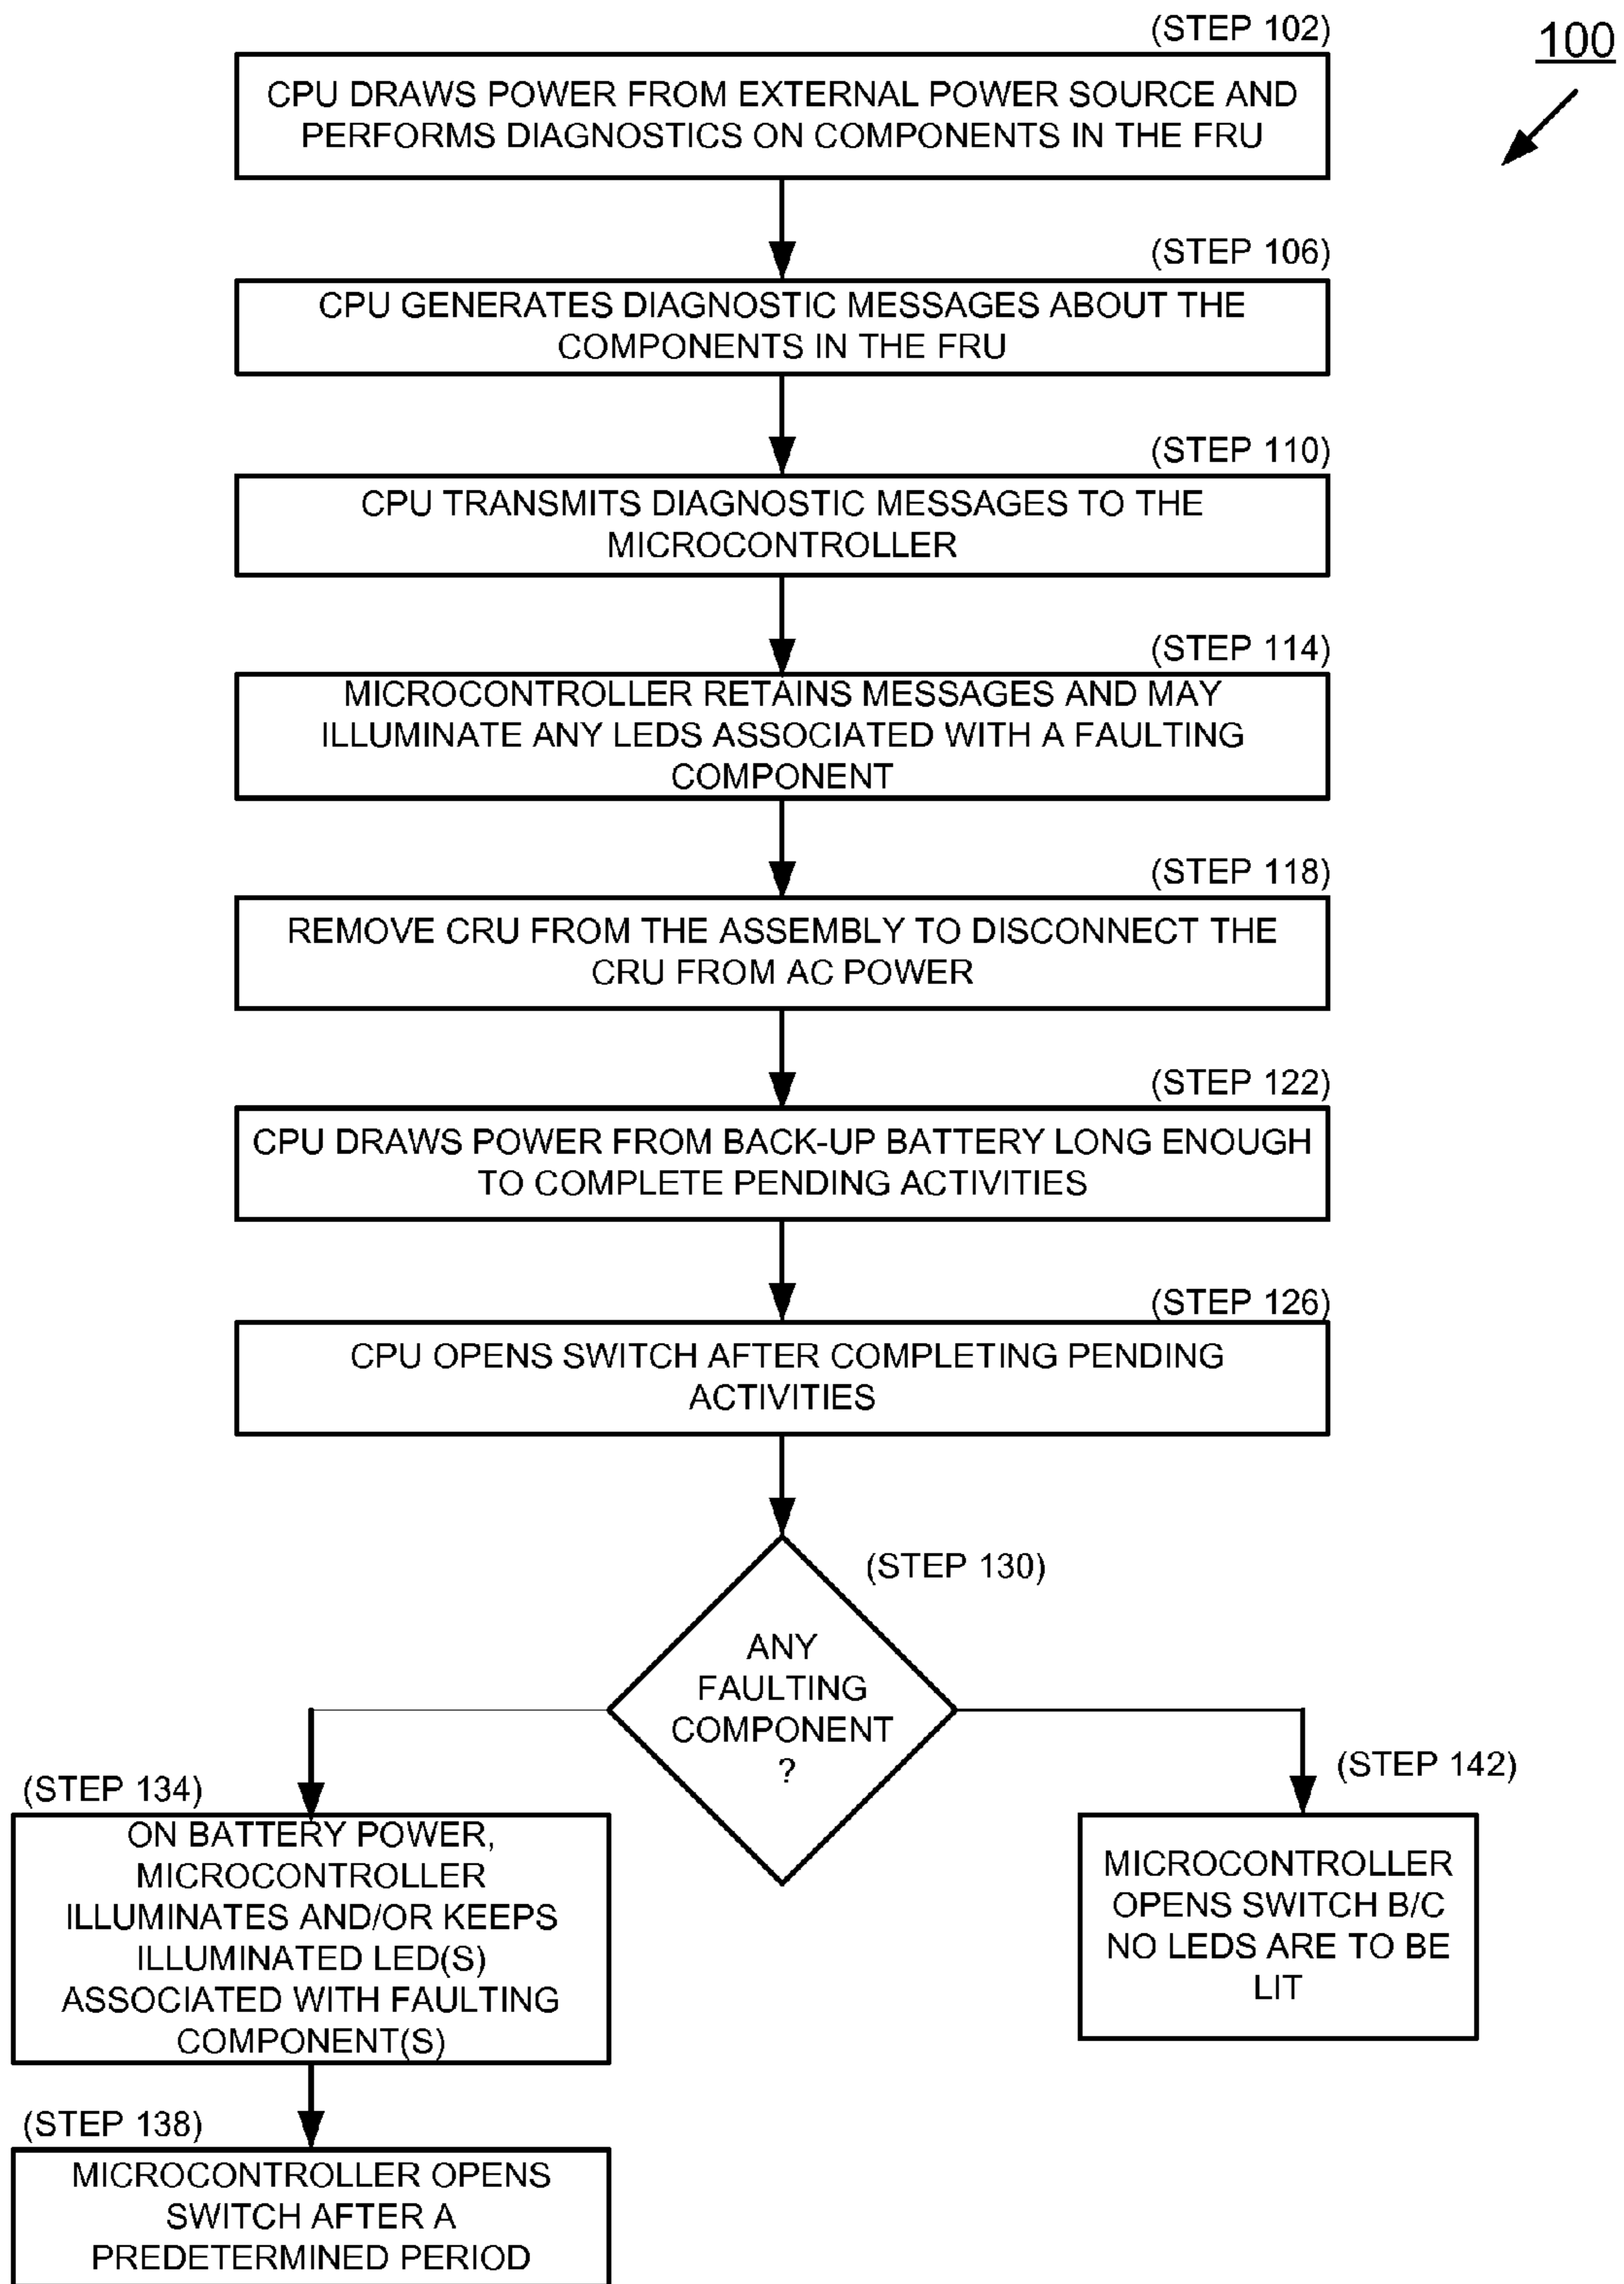 (STEP 102)
100
CPU DRAWS POWER FROM EXTERNAL POWER SOURCE AND
PERFORMS DIAGNOSTICS ON COMPONENTS IN THE FRU
(STEP 106)
CPU GENERATES DIAGNOSTIC MESSAGES ABOUT THE
COMPONENTS IN THE FRU
(STEP 110)
CPU TRANSMITS DIAGNOSTIC MESSAGES TO THE
MICROCONTROLLER
(STEP 114)
MICROCONTROLLER RETAINS MESSAGES AND MAY
ILLUMINATE ANY LEDS ASSOCIATED WITH A FAULTING
COMPONENT
(STEP 118)
REMOVE CRU FROM THE ASSEMBLY TO DISCONNECT THE
CRU FROM AC POWER
(STEP 122)
CPU DRAWS POWER FROM BACK-UP BATTERY LONG ENOUGH
TO COMPLETE PENDING ACTIVITIES
(STEP 126)
CPU OPENS SWITCH AFTER COMPLETING PENDING
ACTIVITIES
(STEP 130)
ANY
FAULTING
COMPONENT
?
(STEP 134)
ON BATTERY POWER,
MICROCONTROLLER
ILLUMINATES AND/OR KEEPS
ILLUMINATED LED(S)
ASSOCIATED WITH FAULTING
COMPONENT(S)
(STEP 142)
MICROCONTROLLER
OPENS SWITCH B/C
NO LEDS ARE TO BE
LIT
(STEP 138)
MICROCONTROLLER OPENS
SWITCH AFTER A
PREDETERMINED PERIOD